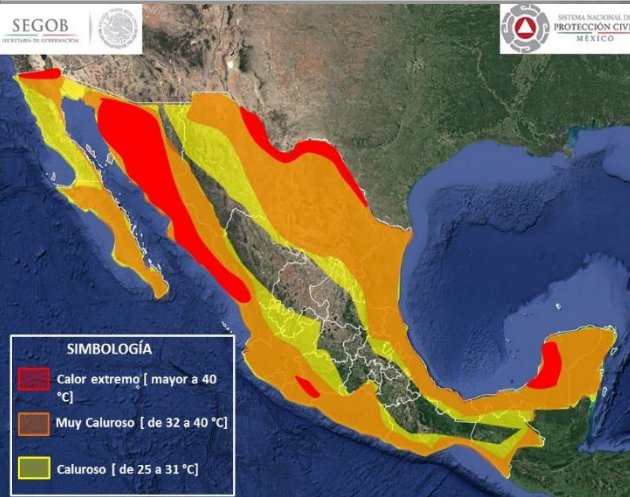 SEGOB
SECRETARÍA DE GOBERNACIÓN
SISTEMA NACIONAL DE
PROTECCIÓN CIVIL
MÉXICO
SIMBOLOGÍA
Calor extremo [ mayor a 40
°C]
Muy Caluroso [ de 32 a 40 °C]
Caluroso [ de 25 a 31 °C]